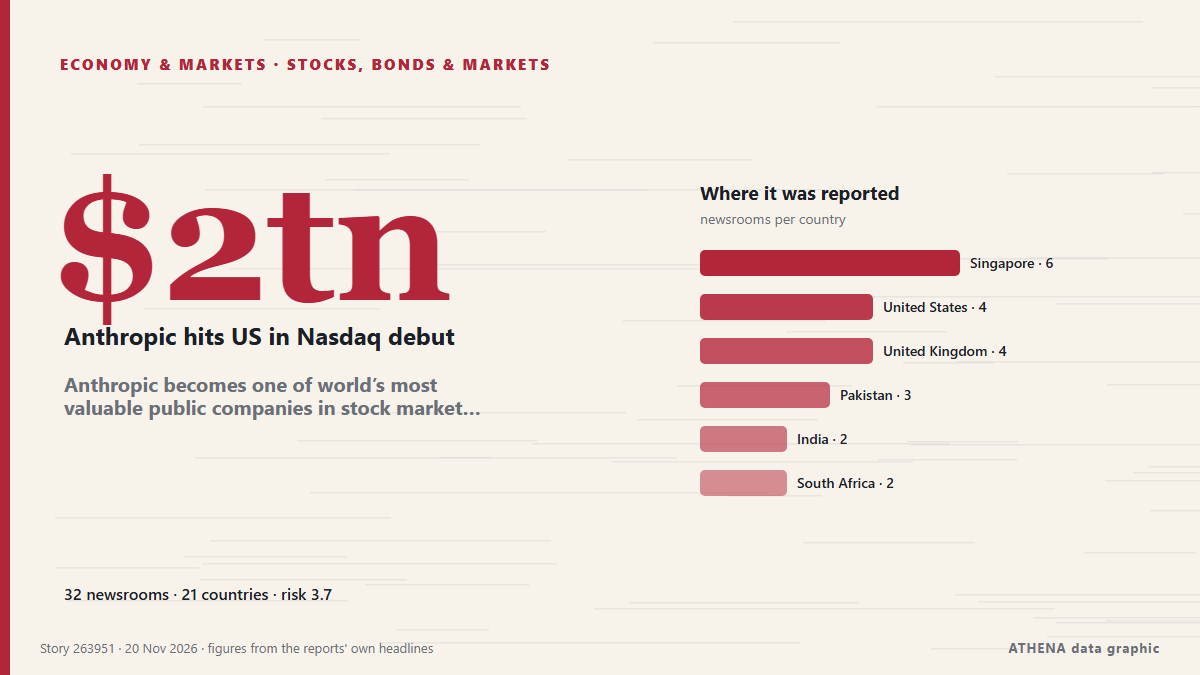 ECONOMY & MARKETS · STOCKS, BONDS & MARKETS
$2tn
Anthropic hits US in Nasdaq debut
Anthropic becomes one of world’s most
valuable public companies in stock market…
32 newsrooms · 21 countries · risk 3.7
Where it was reported
newsrooms per country
Singapore · 6
United States · 4
United Kingdom · 4
Pakistan · 3
India · 2
South Africa · 2
Story 263951 · 20 Nov 2026 · figures from the reports' own headlines
ATHENA data graphic